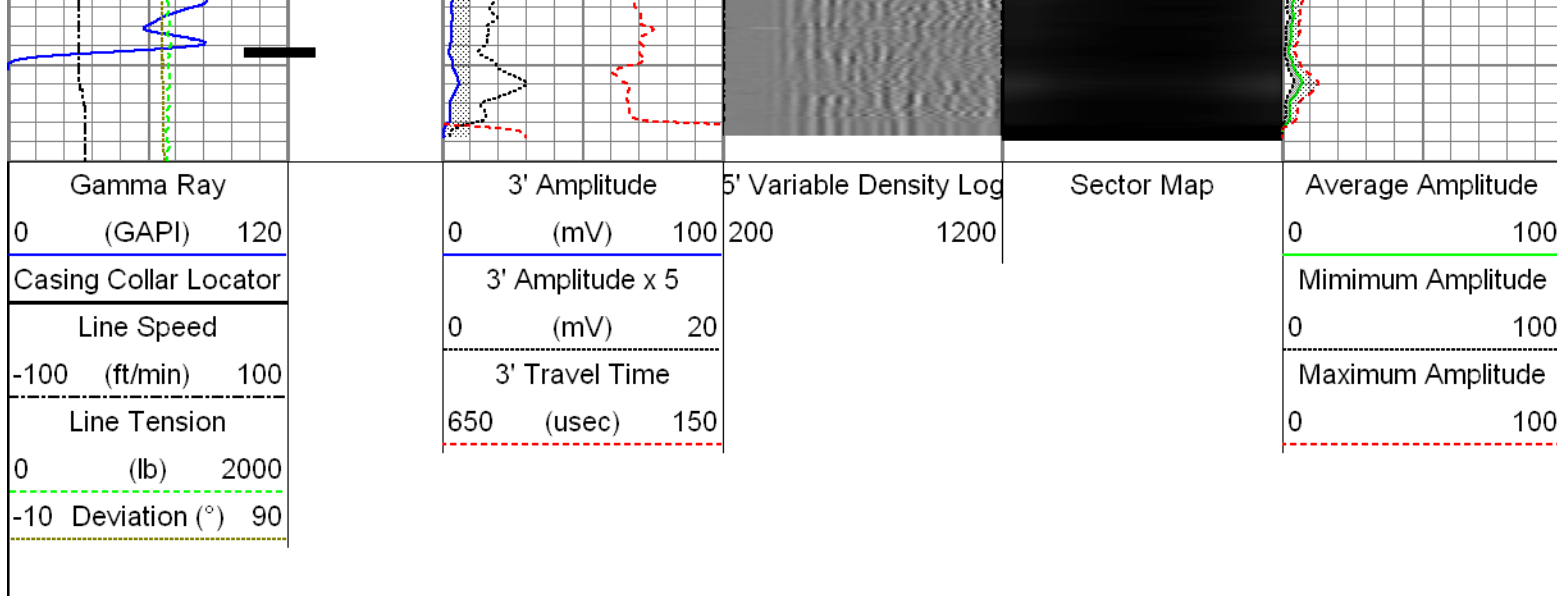 Gamma Ray
0 (GAPI) 120
Casing Collar Locator
Line Speed
-100 (ft/min) 100
Line Tension
0 (lb) 2000
-10 Deviation (°) 90
3' Amplitude
0 (mV) 100
3' Amplitude x 5
0 (mV) 20
3' Travel Time
650 (usec) 150
5' Variable Density Log
200 1200
Sector Map
Average Amplitude
0 100
Mimimum Amplitude
0 100
Maximum Amplitude
0 100